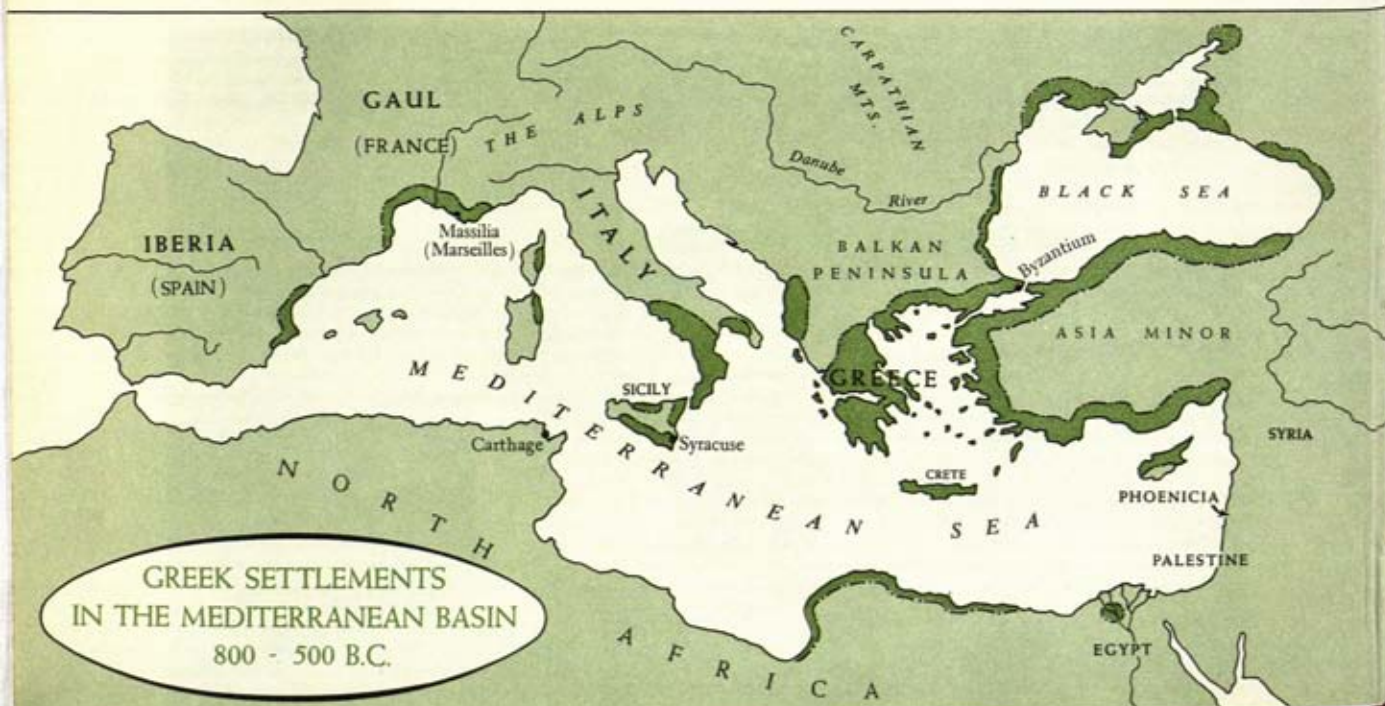 GREEK SETTLEMENTS
IN THE MEDITERRANEAN BASIN
800 - 500 B.C.
GAUL
(FRANCE)
THE ALPS
CARPATHIAN
MTS.
Danube
River
BLACK SEA
IBERIA
(SPAIN)
Massilia
(Marseilles)
ITALY
BALKAN
PENINSULA
Byzantium
ASIA MINOR
MEDITERRANEAN SEA
SICILY
GREECE
Carthage
Syracuse
CRETE
SYRIA
PHOENICIA
PALESTINE
EGYPT
NORTH
AFRICA